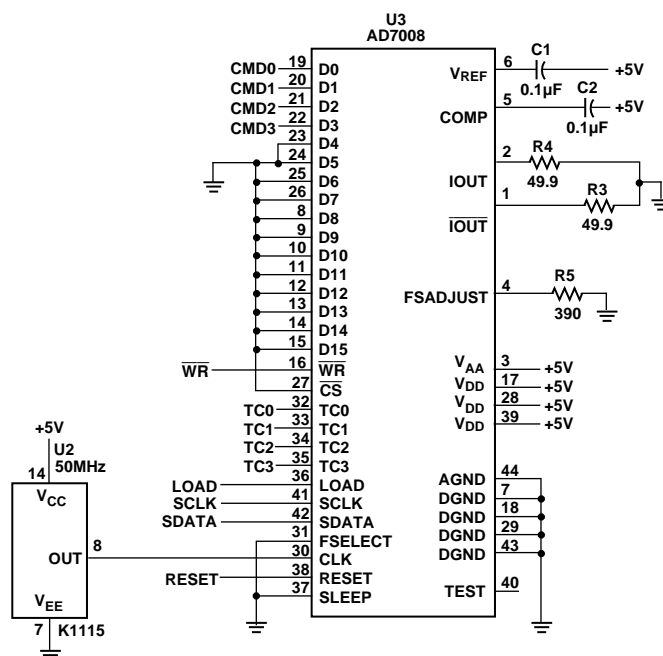 U3
AD7008
CMD0 19 D0
CMD1 20 D1
CMD2 21 D2
CMD3 22 D3
23 D4
24 D5
25 D6
26 D7
8 D8
9 D9
10 D10
11 D11
12 D12
13 D13
14 D14
15 D15
WR 16 WR
27 CS
TC0 32 TC0
TC1 33 TC1
TC2 34 TC2
TC3 35 TC3
LOAD 36 LOAD
SCLK 41 SCLK
SDATA 42 SDATA
31 FSELECT
30 CLK
RESET 38 RESET
37 SLEEP
VREF 6 C1 0.1µF +5V
COMP 5 C2 0.1µF +5V
IOUT 2 R4 49.9
IOUT 1 R3 49.9
FSADJUST 4 R5 390
VAA 3 +5V
VDD 17 +5V
VDD 28 +5V
VDD 39 +5V
AGND 44
DGND 7
DGND 18
DGND 29
DGND 43
TEST 40
+5V
U2
50MHz
14
VCC
OUT 8
VEE
7 K1115